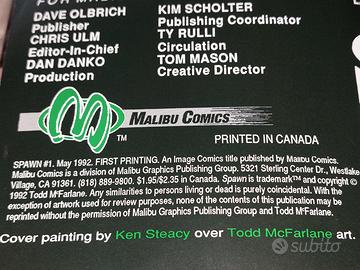 DAVE OLBRICH
Publisher
CHRIS ULM
Editor-In-Chief
DAN DANKO
Production
KIM SCHOLTER
Publishing Coordinator
TY RULLI
Circulation
TOM MASON
Creative Director
MALIBU COMICS
TM
PRINTED IN CANADA
SPAWN #1. May 1992. FIRST PRINTING. An Image Comics title published by Malibu Comics.
Malibu Comics is a division of Malibu Graphics Publishing Group. 5321 Sterling Center Dr., Westlake
Village, CA 91361. (818) 889-9800. $1.95/$2.35 in Canada. Spawn is trademark™ and copyright ©
1992 Todd McFarlane. Any similarities to persons living or dead is purely coincidental. With the
exception of artwork used for review purposes, none of the contents of this publication may be
reprinted without the permission of Malibu Graphics Publishing Group and Todd McFarlane.
Cover painting by Ken Steacy over Todd McFarlane art.
subito